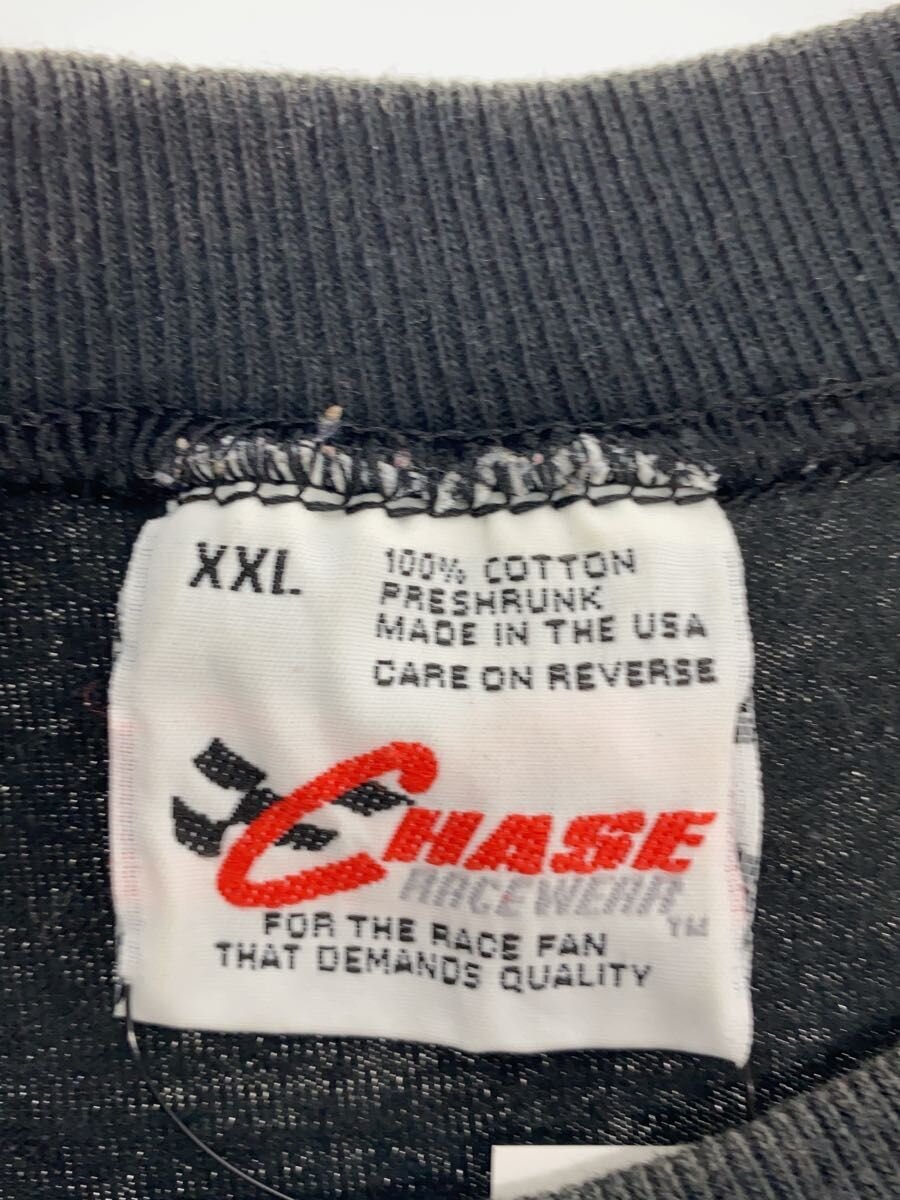 XXL
100% COTTON
PRESHRUNK
MADE IN THE USA
CARE ON REVERSE
CHASE
RACEWEAR
TM
FOR THE RACE FAN
THAT DEMANDS QUALITY